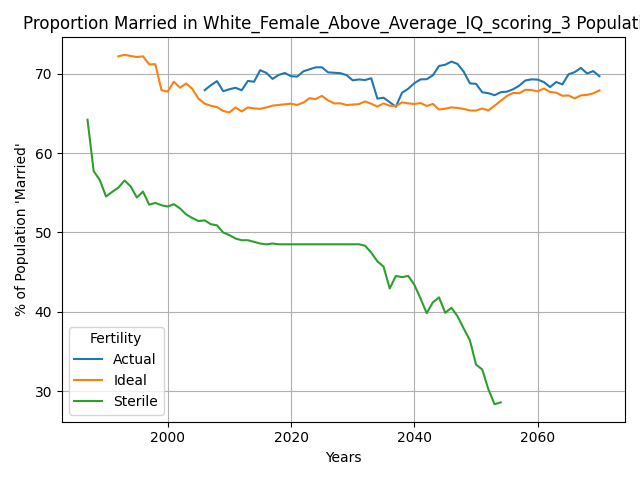 Proportion Married in White_Female_Above_Average_IQ_scoring_3 Populati
70
60
50
40
30
% of Population 'Married'
Fertility
Actual
Ideal
Sterile
2000 2020 2040 2060
Years